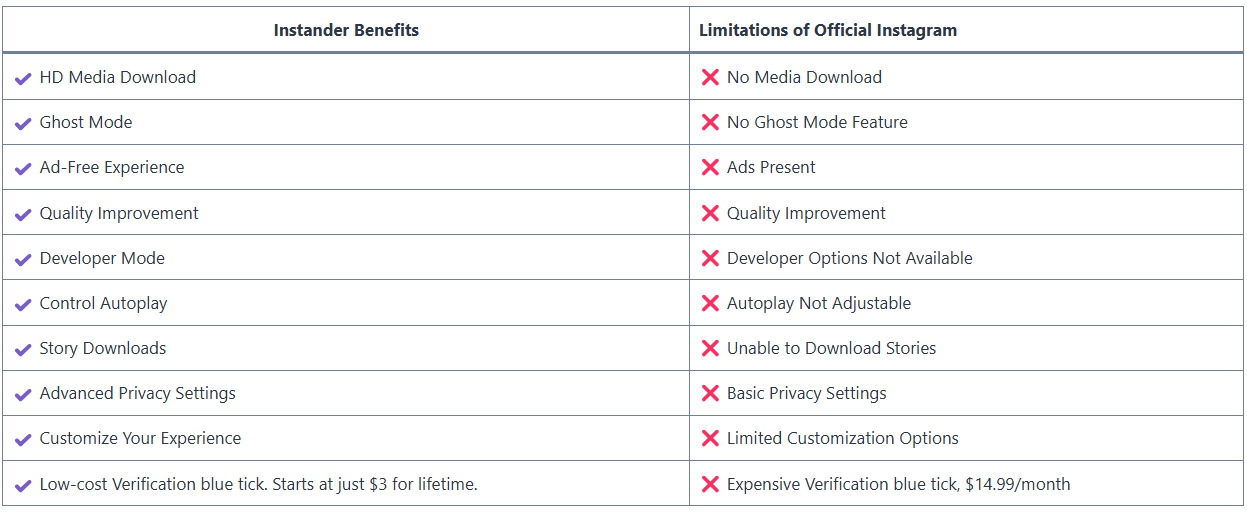 Instander Benefits
Limitations of Official Instagram
HD Media Download
No Media Download
Ghost Mode
No Ghost Mode Feature
Ad-Free Experience
Ads Present
Quality Improvement
Quality Improvement
Developer Mode
Developer Options Not Available
Control Autoplay
Autoplay Not Adjustable
Story Downloads
Unable to Download Stories
Advanced Privacy Settings
Basic Privacy Settings
Customize Your Experience
Limited Customization Options
Low-cost Verification blue tick. Starts at just $3 for lifetime.
Expensive Verification blue tick, $14.99/month